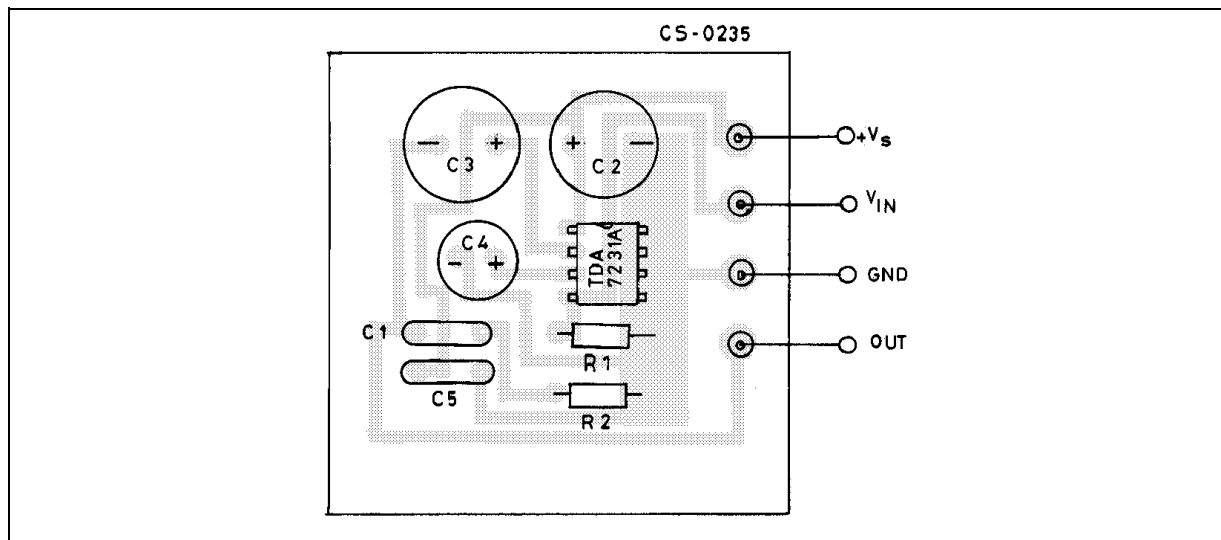 CS-0235
− + C3
+ − C2
+Vs
VIN
C4
- +
TDA
7231A
GND
C1
R1
OUT
C5
R2